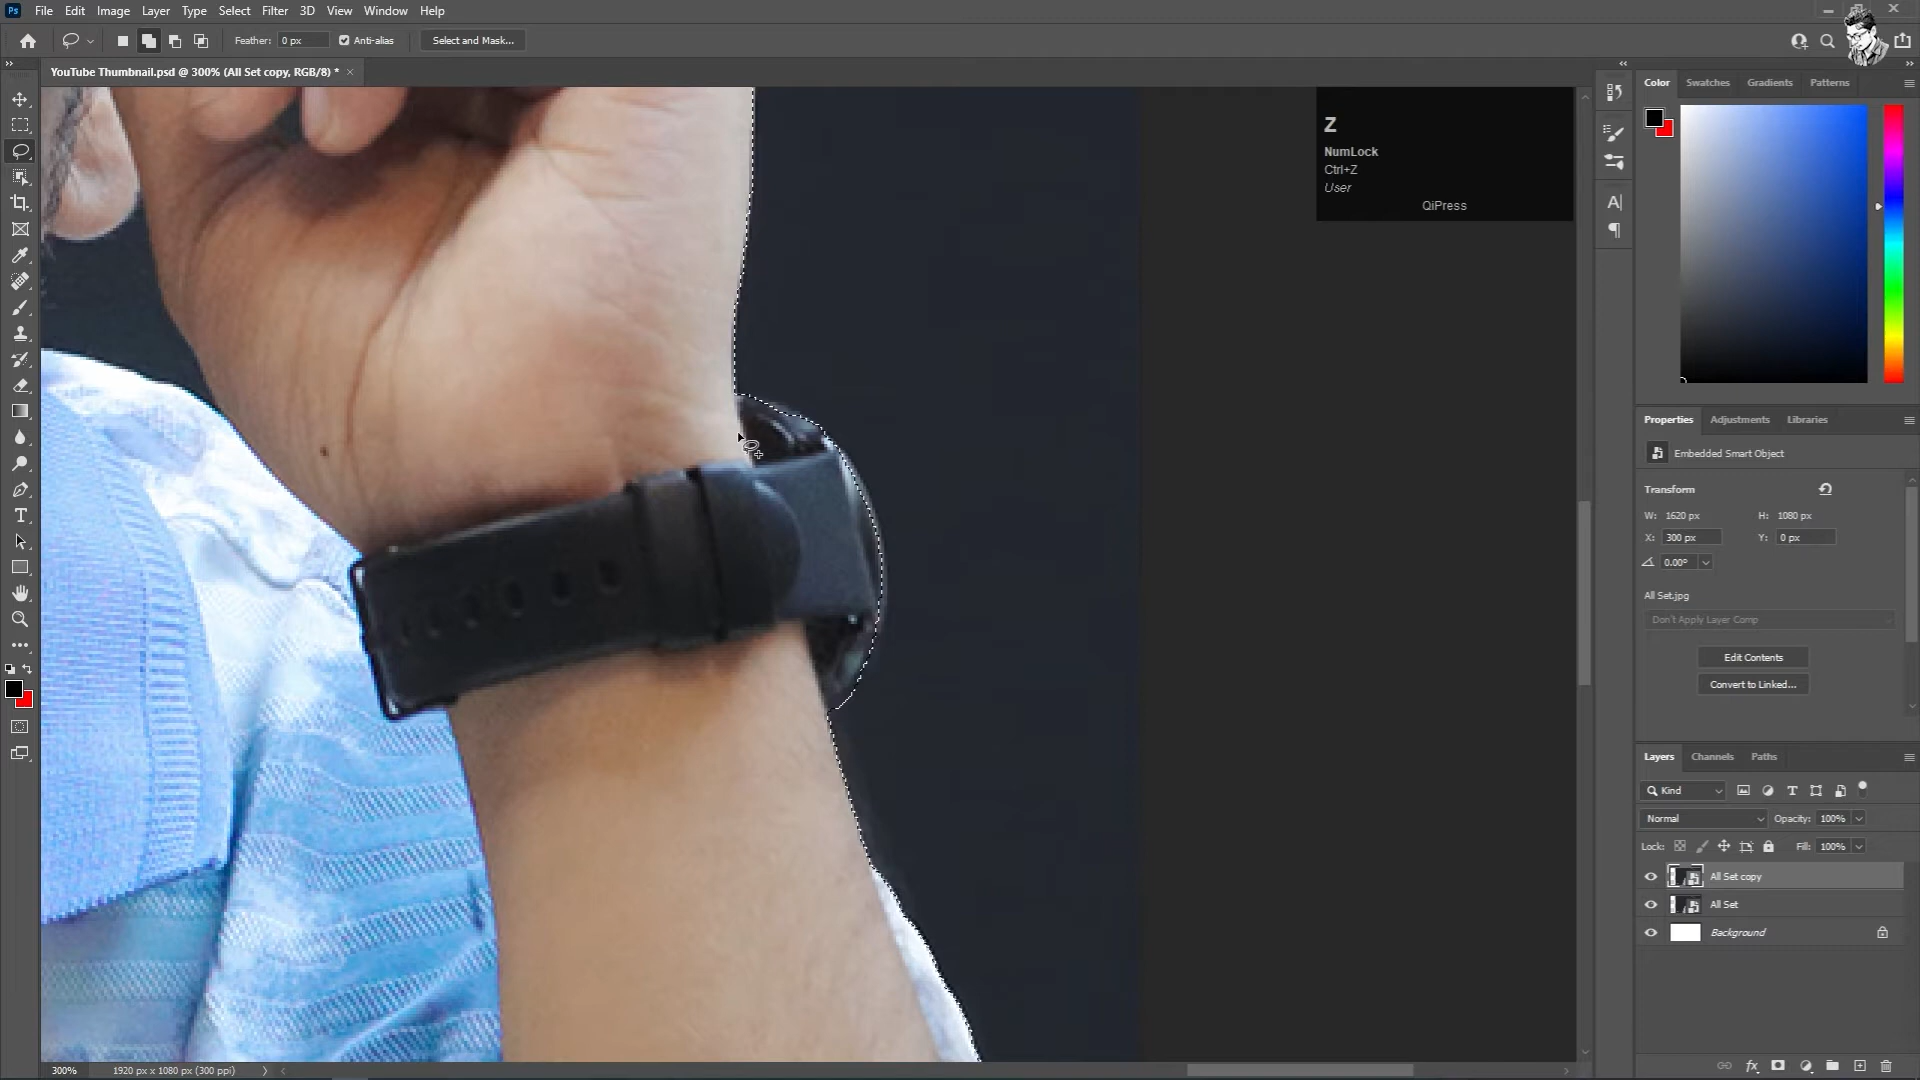 Ps File Edit Image Layer Type Select Filter 3D View Window Help
Feather: 0 px Anti-alias Select and Mask...
YouTube Thumbnail.psd @ 300% (All Set copy, RGB/8) * ×
Z
NumLock
Ctrl+Z
User
QiPress
Color Swatches Gradients Patterns
Properties Adjustments Libraries
Embedded Smart Object
Transform
W: 1620 px H: 1080 px
X: 300 px Y: 0 px
0.00°
All Set.jpg
Don't Apply Layer Comp
Edit Contents
Convert to Linked...
Layers Channels Paths
Kind
Normal Opacity: 100%
Lock: Fill: 100%
All Set copy
All Set
Background
300% 1920 px x 1080 px (300 ppi)